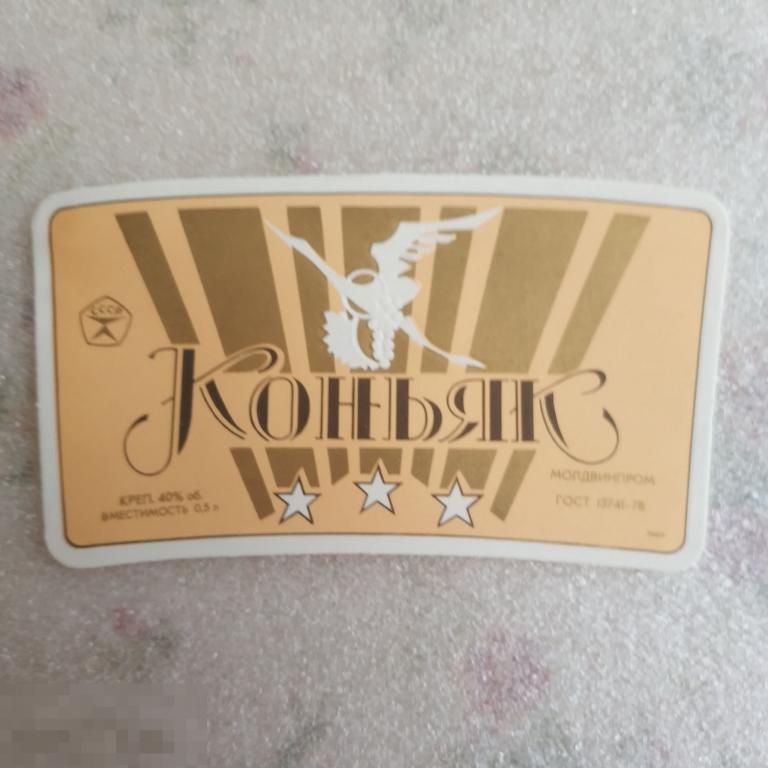 СССР
Коньяк
КРЕП. 40% об.
ВМЕСТИМОСТЬ 0,5 л
МОЛДВИНПРОМ
ГОСТ 13741-78